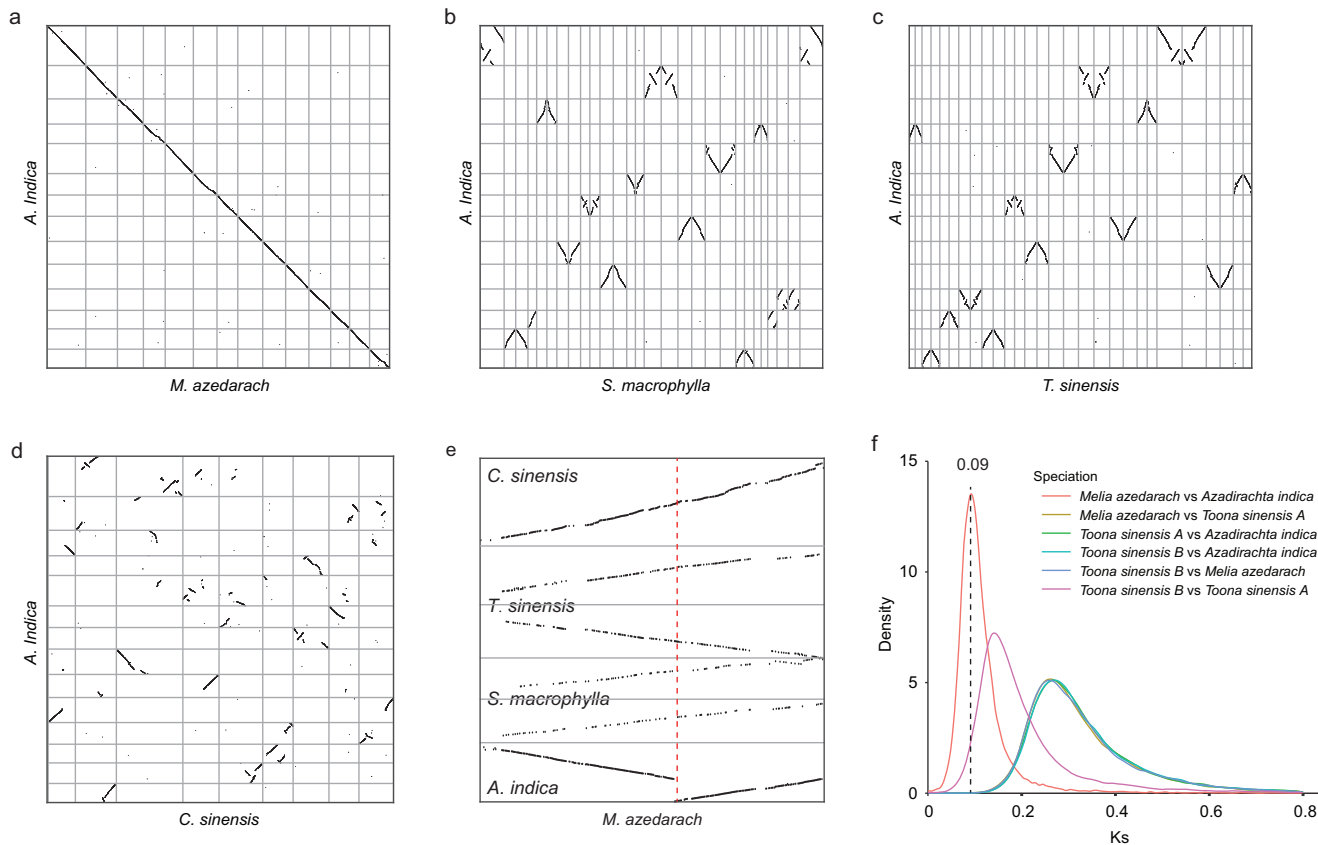 a
A. Indica
M. azedarach
b
A. Indica
S. macrophylla
c
A. Indica
T. sinensis
d
A. Indica
C. sinensis
e
C. sinensis
T. sinensis
S. macrophylla
A. indica
M. azedarach
f
15
10
5
0
Density
0.09
Speciation
Melia azedarach vs Azadirachta indica
Melia azedarach vs Toona sinensis A
Toona sinensis A vs Azadirachta indica
Toona sinensis B vs Azadirachta indica
Toona sinensis B vs Melia azedarach
Toona sinensis B vs Toona sinensis A
0 0.2 0.4 0.6 0.8
Ks